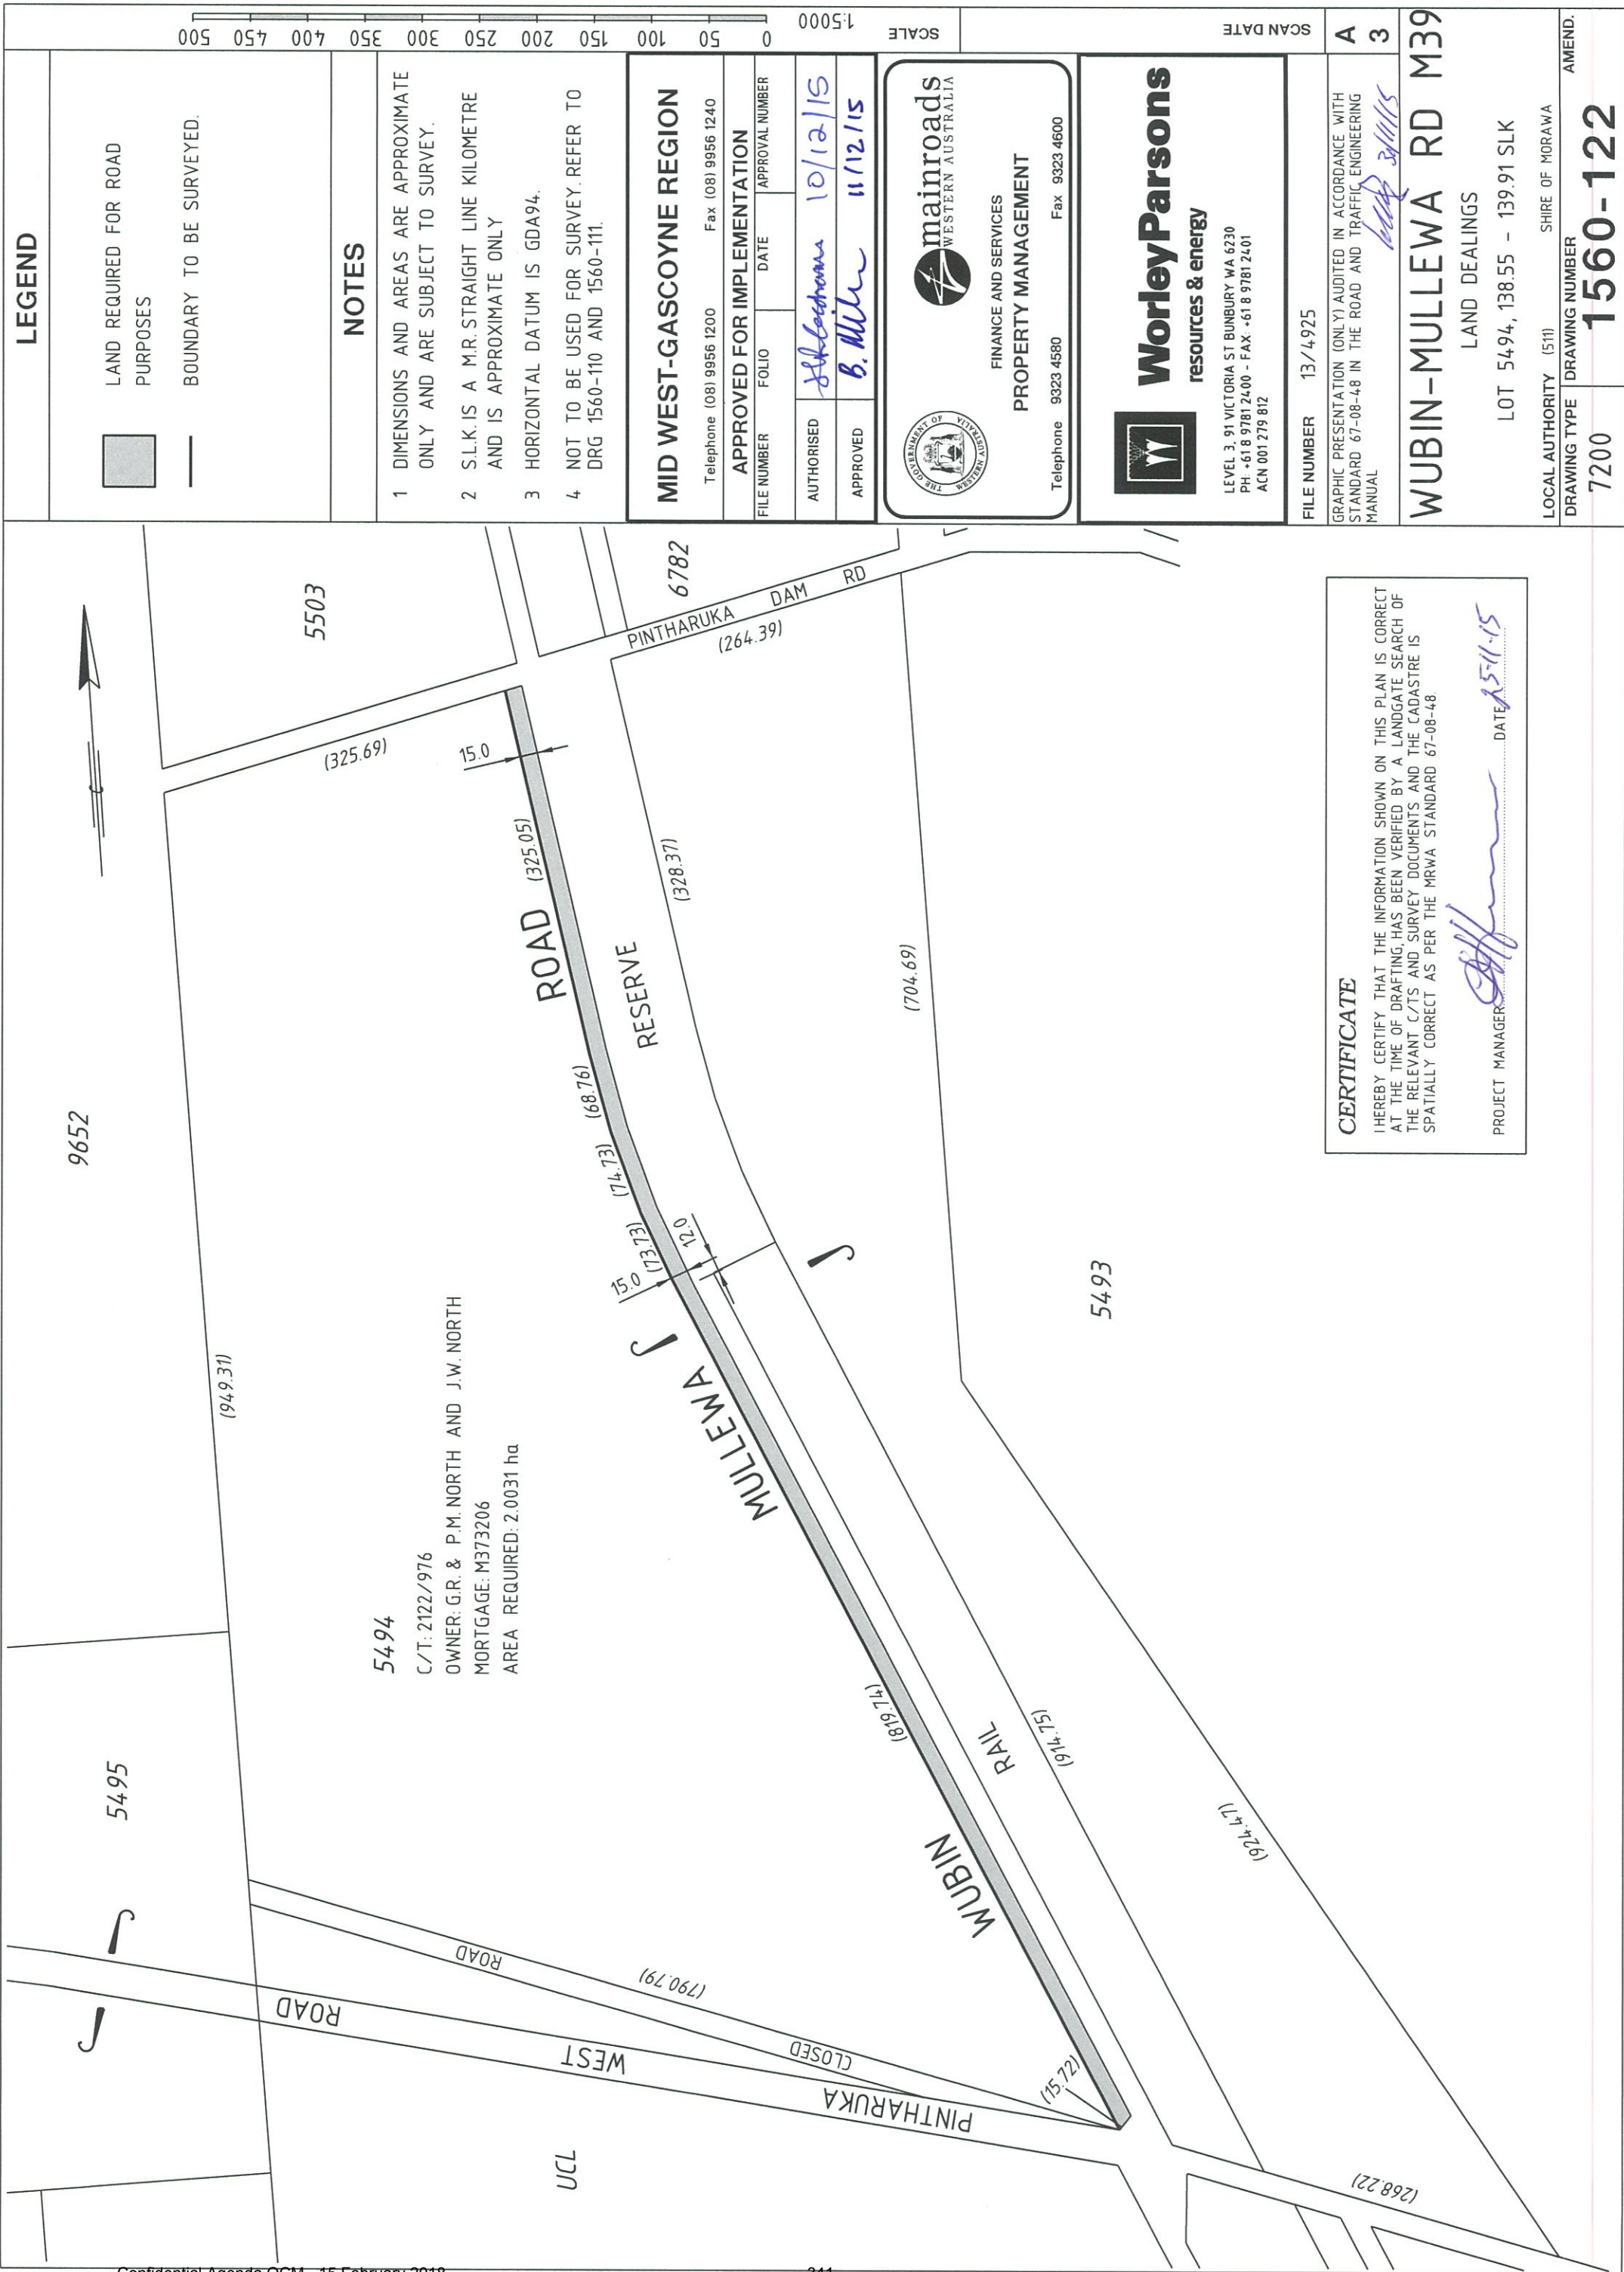 LEGEND
LAND REQUIRED FOR ROAD
PURPOSES
BOUNDARY TO BE SURVEYED.
NOTES
1 DIMENSIONS AND AREAS ARE APPROXIMATE
ONLY AND ARE SUBJECT TO SURVEY.
2 S.L.K. IS A M.R. STRAIGHT LINE KILOMETRE
AND IS APPROXIMATE ONLY
3 HORIZONTAL DATUM IS GDA94.
4 NOT TO BE USED FOR SURVEY. REFER TO
DRG 1560-110 AND 1560-111.
MID WEST-GASCOYNE REGION
Telephone (08) 9956 1200 Fax (08) 9956 1240
APPROVED FOR IMPLEMENTATION
FILE NUMBER FOLIO DATE APPROVAL NUMBER
AUTHORISED 10/12/15
APPROVED 11/12/15
THE GOVERNMENT OF
WESTERN AUSTRALIA
mainroads
WESTERN AUSTRALIA
FINANCE AND SERVICES
PROPERTY MANAGEMENT
Telephone 9323 4580 Fax 9323 4600
WorleyParsons
resources & energy
LEVEL 3, 91 VICTORIA ST BUNBURY WA 6230
PH: +61 8 9781 2400 - FAX +61 8 9781 2401
ACN 001 279 812
FILE NUMBER 13/4925
GRAPHIC PRESENTATION (ONLY) AUDITED IN ACCORDANCE WITH
STANDARD 67-08-48 IN THE ROAD AND TRAFFIC ENGINEERING
MANUAL
WUBIN-MULLEWA RD M39
LAND DEALINGS
LOT 5494, 138.55 - 139.91 SLK
LOCAL AUTHORITY (511) SHIRE OF MORAWA
DRAWING TYPE DRAWING NUMBER AMEND.
7200 1560-122
500 450 400 350 300 250 200 150 100 50 0
1:5000
SCALE
SCAN DATE
A
3
5495
9652
5503
6782
(949.31)
(325.69)
15.0
(325.05)
(68.76)
(74.73)
(73.73)
15.0
12.0
5494
C/T: 2122/976
OWNER: G.R. & P.M. NORTH AND J.W. NORTH
MORTGAGE: M373206
AREA REQUIRED: 2.0031 ha
WUBIN
MULLEWA
ROAD
RAIL
RESERVE
PINTHARUKA DAM RD
(264.39)
(328.37)
(704.69)
(819.74)
(914.75)
(924.47)
(268.22)
(15.72)
(790.79)
CLOSED
ROAD
PINTHARUKA
WEST
ROAD
UCL
5493
CERTIFICATE
I HEREBY CERTIFY THAT THE INFORMATION SHOWN ON THIS PLAN IS CORRECT
AT THE TIME OF DRAFTING, HAS BEEN VERIFIED BY A LANDGATE SEARCH OF
THE RELEVANT C/TS AND SURVEY DOCUMENTS AND THE CADASTRE IS
SPATIALLY CORRECT AS PER THE MRWA STANDARD 67-08-48.
PROJECT MANAGER DATE 25-11-15
Confidential Agenda OCM - 15 February 2018
341